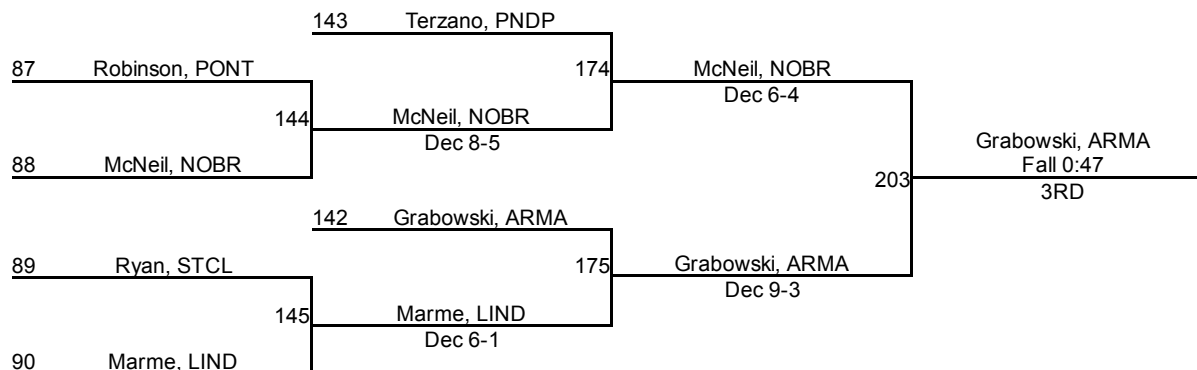 143 Terzano, PNDP
87 Robinson, PONT
174 McNeil, NOBR
Dec 6-4
144 McNeil, NOBR
Dec 8-5
88 McNeil, NOBR
Grabowski, ARMA
Fall 0:47
203
3RD
142 Grabowski, ARMA
89 Ryan, STCL
175 Grabowski, ARMA
Dec 9-3
145 Marme, LIND
Dec 6-1
90 Marme, LIND